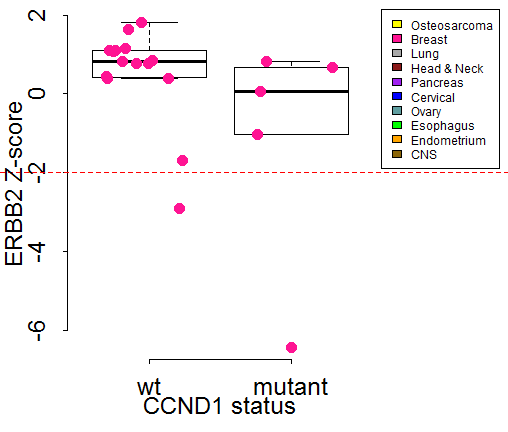 2
0
-2
-4
-6
ERBB2 Z-score
wt
mutant
CCND1 status
Osteosarcoma
Breast
Lung
Head & Neck
Pancreas
Cervical
Ovary
Esophagus
Endometrium
CNS